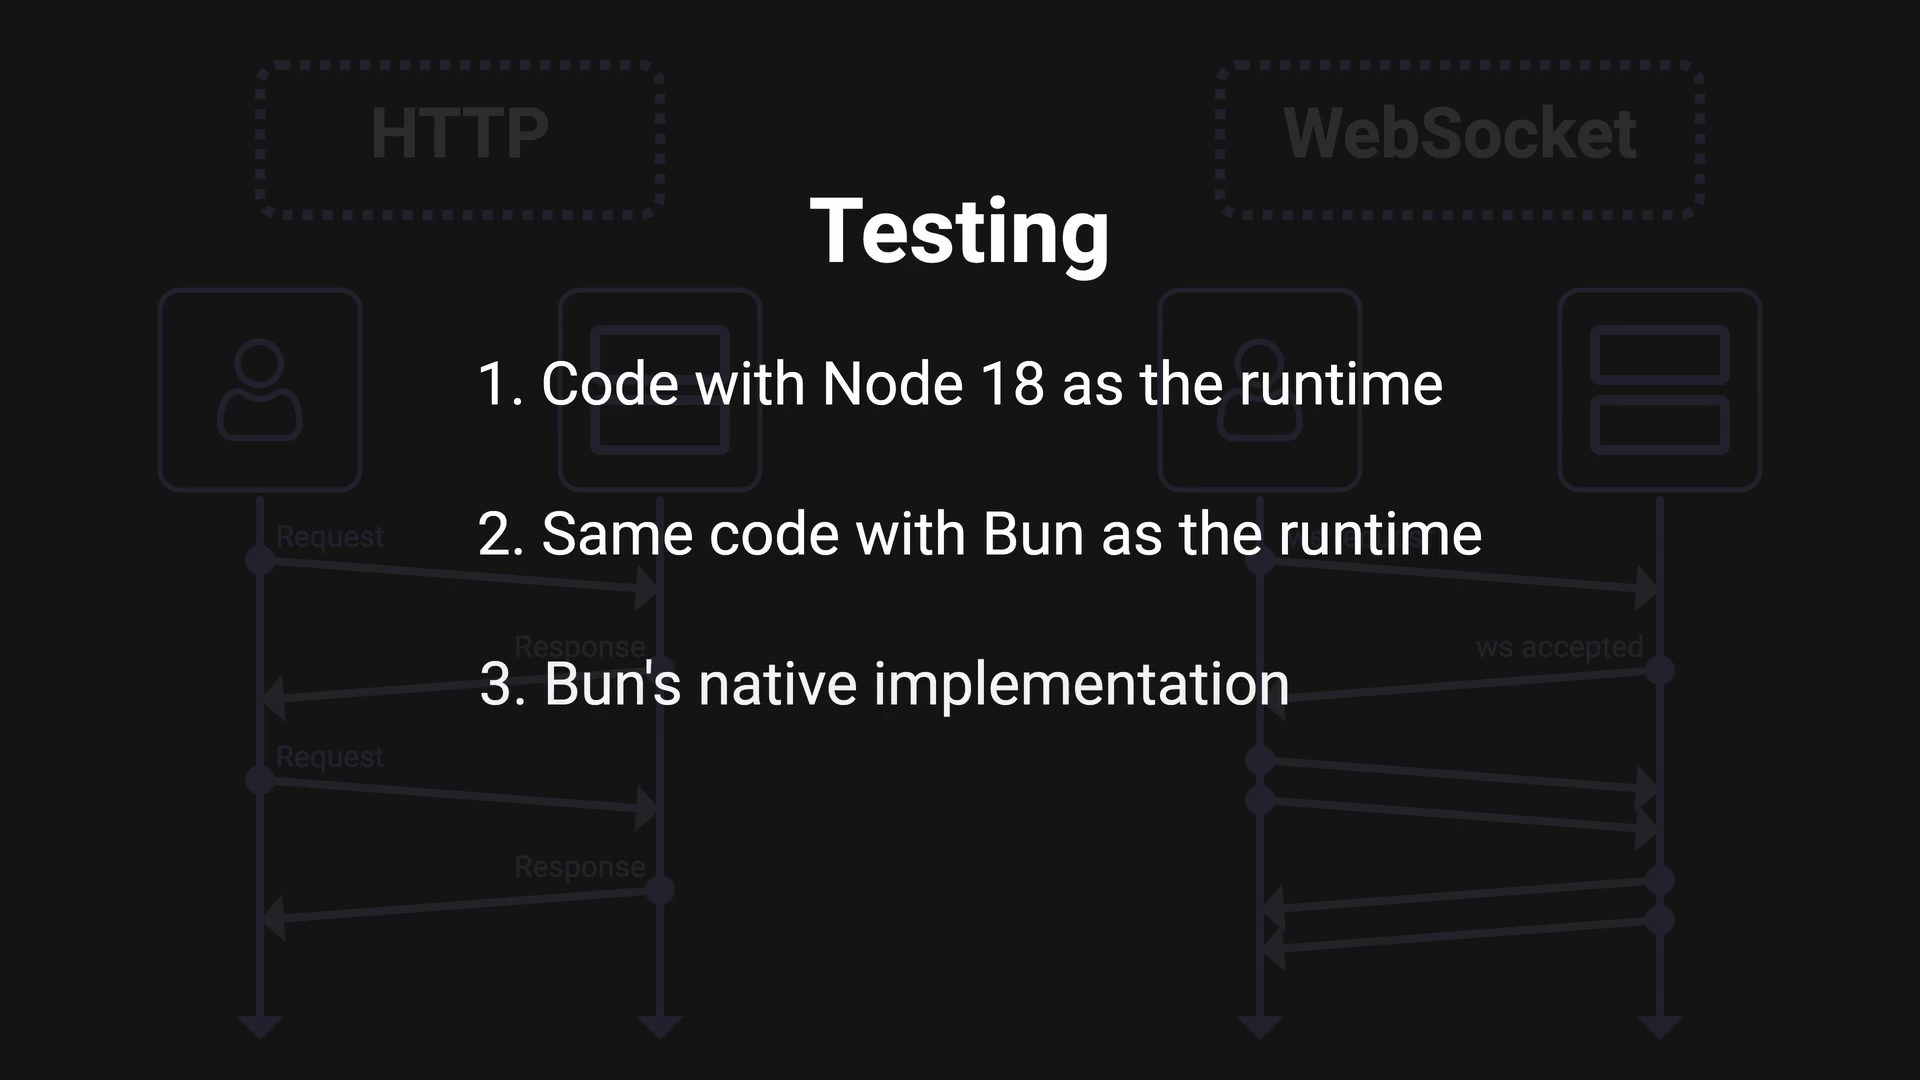 HTTP
WebSocket
Testing
1. Code with Node 18 as the runtime
Request
2. Same code with Bun as the runtime
Response
ws accepted
3. Bun's native implementation
Request
Response